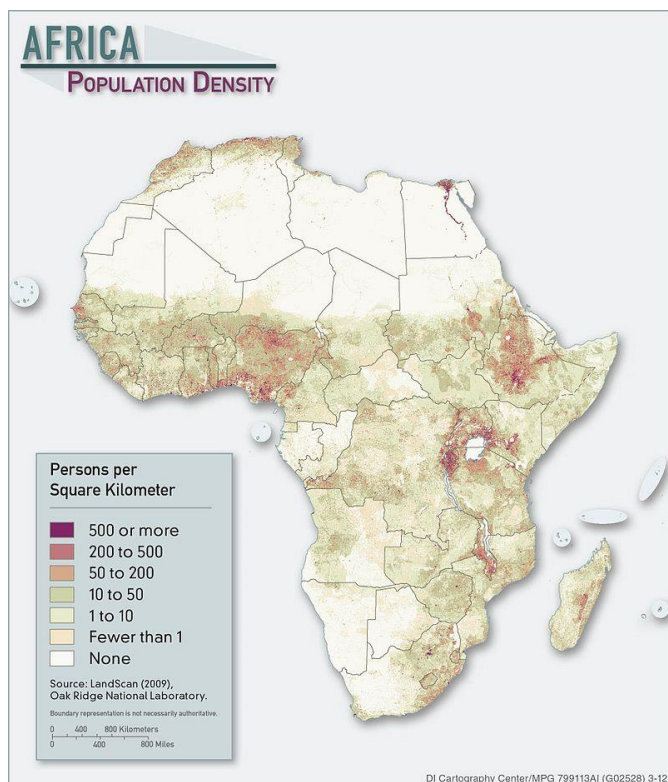 AFRICA
POPULATION DENSITY
Persons per
Square Kilometer
500 or more
200 to 500
50 to 200
10 to 50
1 to 10
Fewer than 1
None
Source: LandScan (2009),
Oak Ridge National Laboratory.
Boundary representation is not necessarily authoritative.
0 400 800 Kilometers
0 400 800 Miles
DI Cartography Center/MPG 799113AI (G02528) 3-12